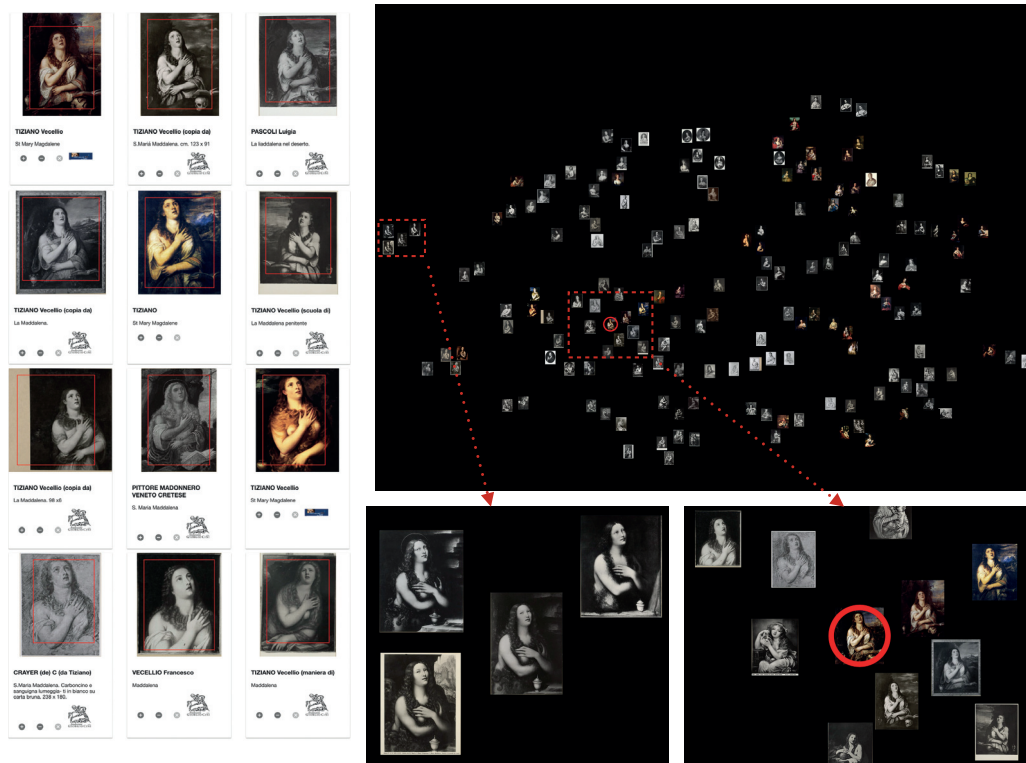 TIZIANO Vecellio
St Mary Magdalene
TIZIANO Vecellio (copia da)
S.Maria Maddalena. cm. 123 x 91
PASCOLI Luigia
La liaddalena nel deserto.
TIZIANO Vecellio (copia da)
La Maddalena.
TIZIANO
St Mary Magdalene
TIZIANO Vecellio (scuola di)
La Maddalena penitente
TIZIANO Vecellio (copia da)
La Maddalena. 98 x6
PITTORE MADONNERO
VENETO CRETESE
S. Maria Maddalena
TIZIANO Vecellio
St Mary Magdalene
CRAYER (de) C (da Tiziano)
S.Maria Maddalena. Carboncino e
sanguigna lumeggia- ti in bianco su
carta bruna. 238 x 180.
VECELLIO Francesco
Maddalena
TIZIANO Vecellio (maniera di)
Maddalena